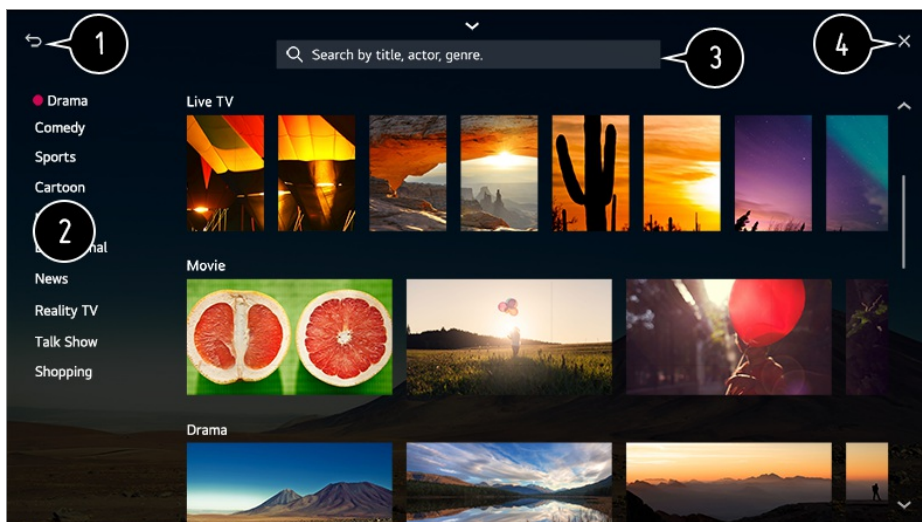 1
3
4
Search by title, actor, genre.
Drama
Live TV
Comedy
Sports
Cartoon
2
News
Movie
Reality TV
Talk Show
Shopping
Drama